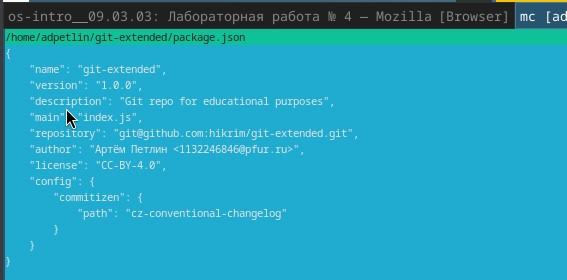 os-intro__09.03.03: Лабораторная работа № 4 — Mozilla [Browser] mc [ad
/home/adpetlin/git-extended/package.json
{
    "name": "git-extended",
    "version": "1.0.0",
    "description": "Git repo for educational purposes",
    "main": "index.js",
    "repository": "git@github.com:hikrim/git-extended.git",
    "author": "Артём Петлин <1132246846@pfur.ru>",
    "license": "CC-BY-4.0",
    "config": {
        "commitizen": {
            "path": "cz-conventional-changelog"
        }
    }
}